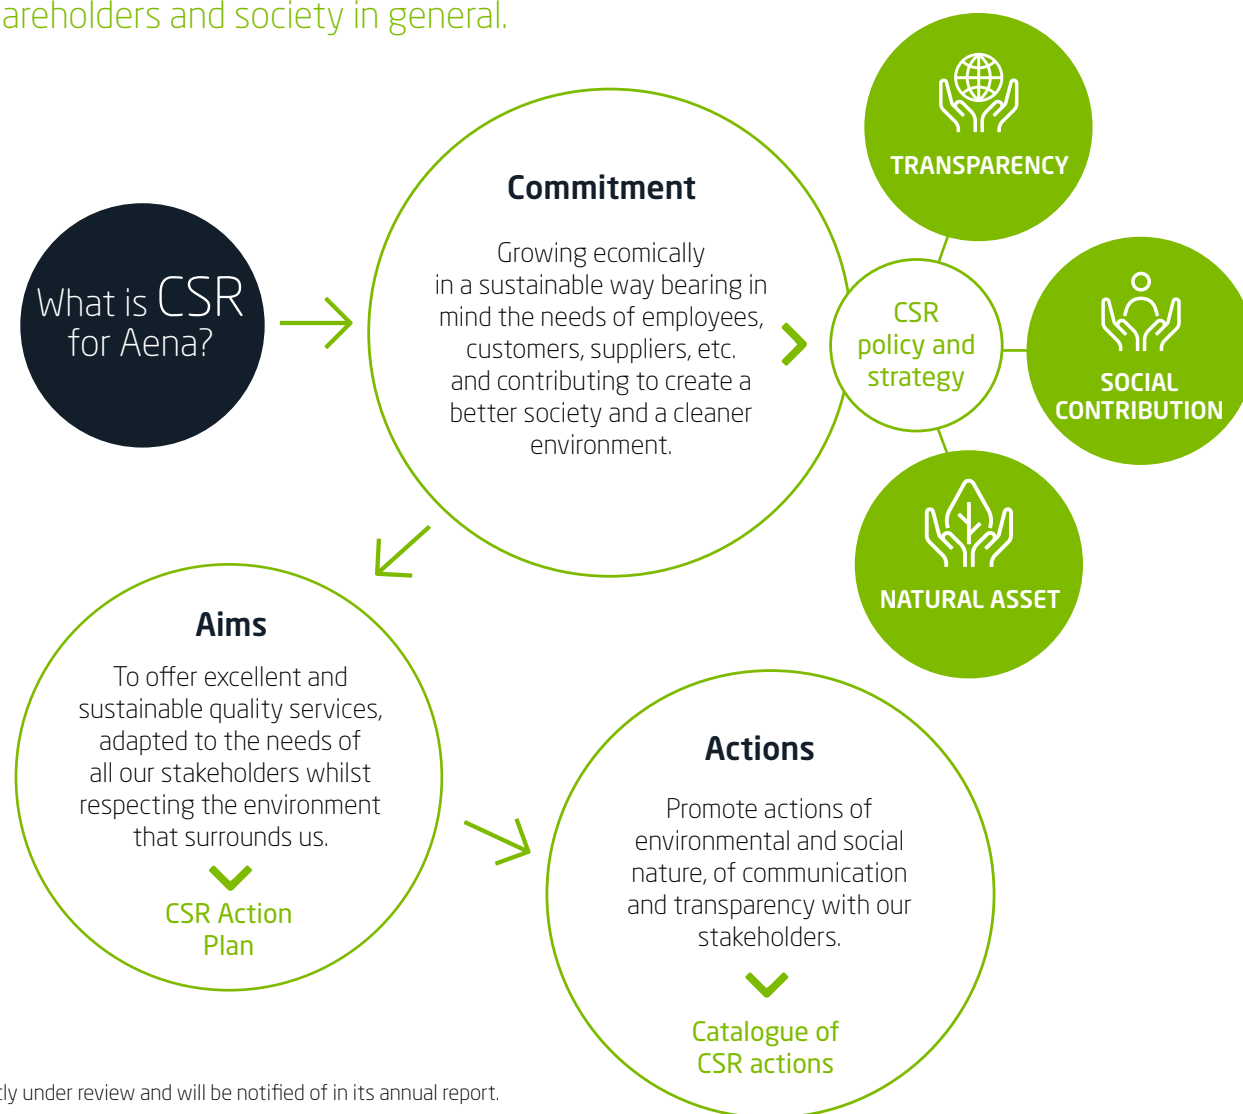 areholders and society in general.
What is CSR
for Aena?
Commitment
Growing ecomically
in a sustainable way bearing in
mind the needs of employees,
customers, suppliers, etc.
and contributing to create a
better society and a cleaner
environment.
CSR
policy and
strategy
TRANSPARENCY
SOCIAL
CONTRIBUTION
NATURAL ASSET
Aims
To offer excellent and
sustainable quality services,
adapted to the needs of
all our stakeholders whilst
respecting the environment
that surrounds us.
CSR Action
Plan
Actions
Promote actions of
environmental and social
nature, of communication
and transparency with our
stakeholders.
Catalogue of
CSR actions
tly under review and will be notified of in its annual report.